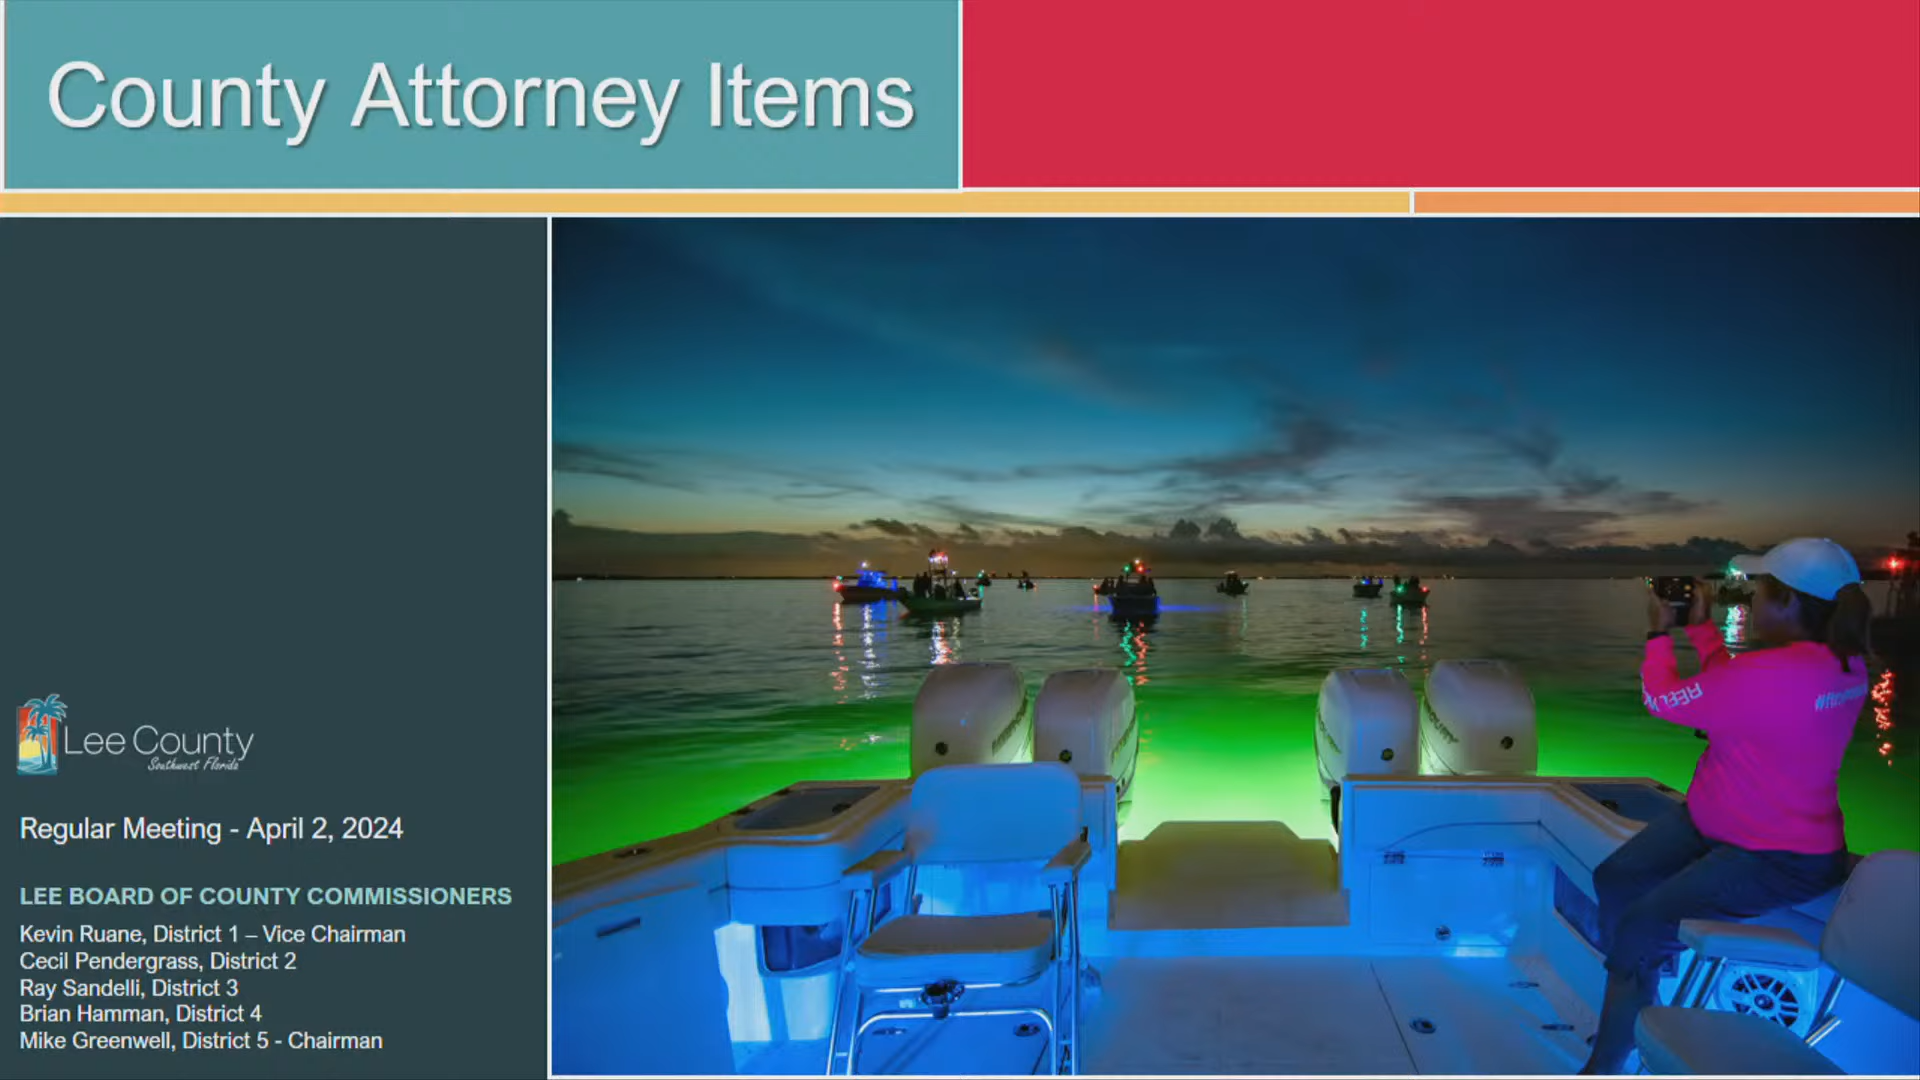 County Attorney Items
Lee County
Southwest Florida
Regular Meeting - April 2, 2024
LEE BOARD OF COUNTY COMMISSIONERS
Kevin Ruane, District 1 – Vice Chairman
Cecil Pendergrass, District 2
Ray Sandelli, District 3
Brian Hamman, District 4
Mike Greenwell, District 5 - Chairman